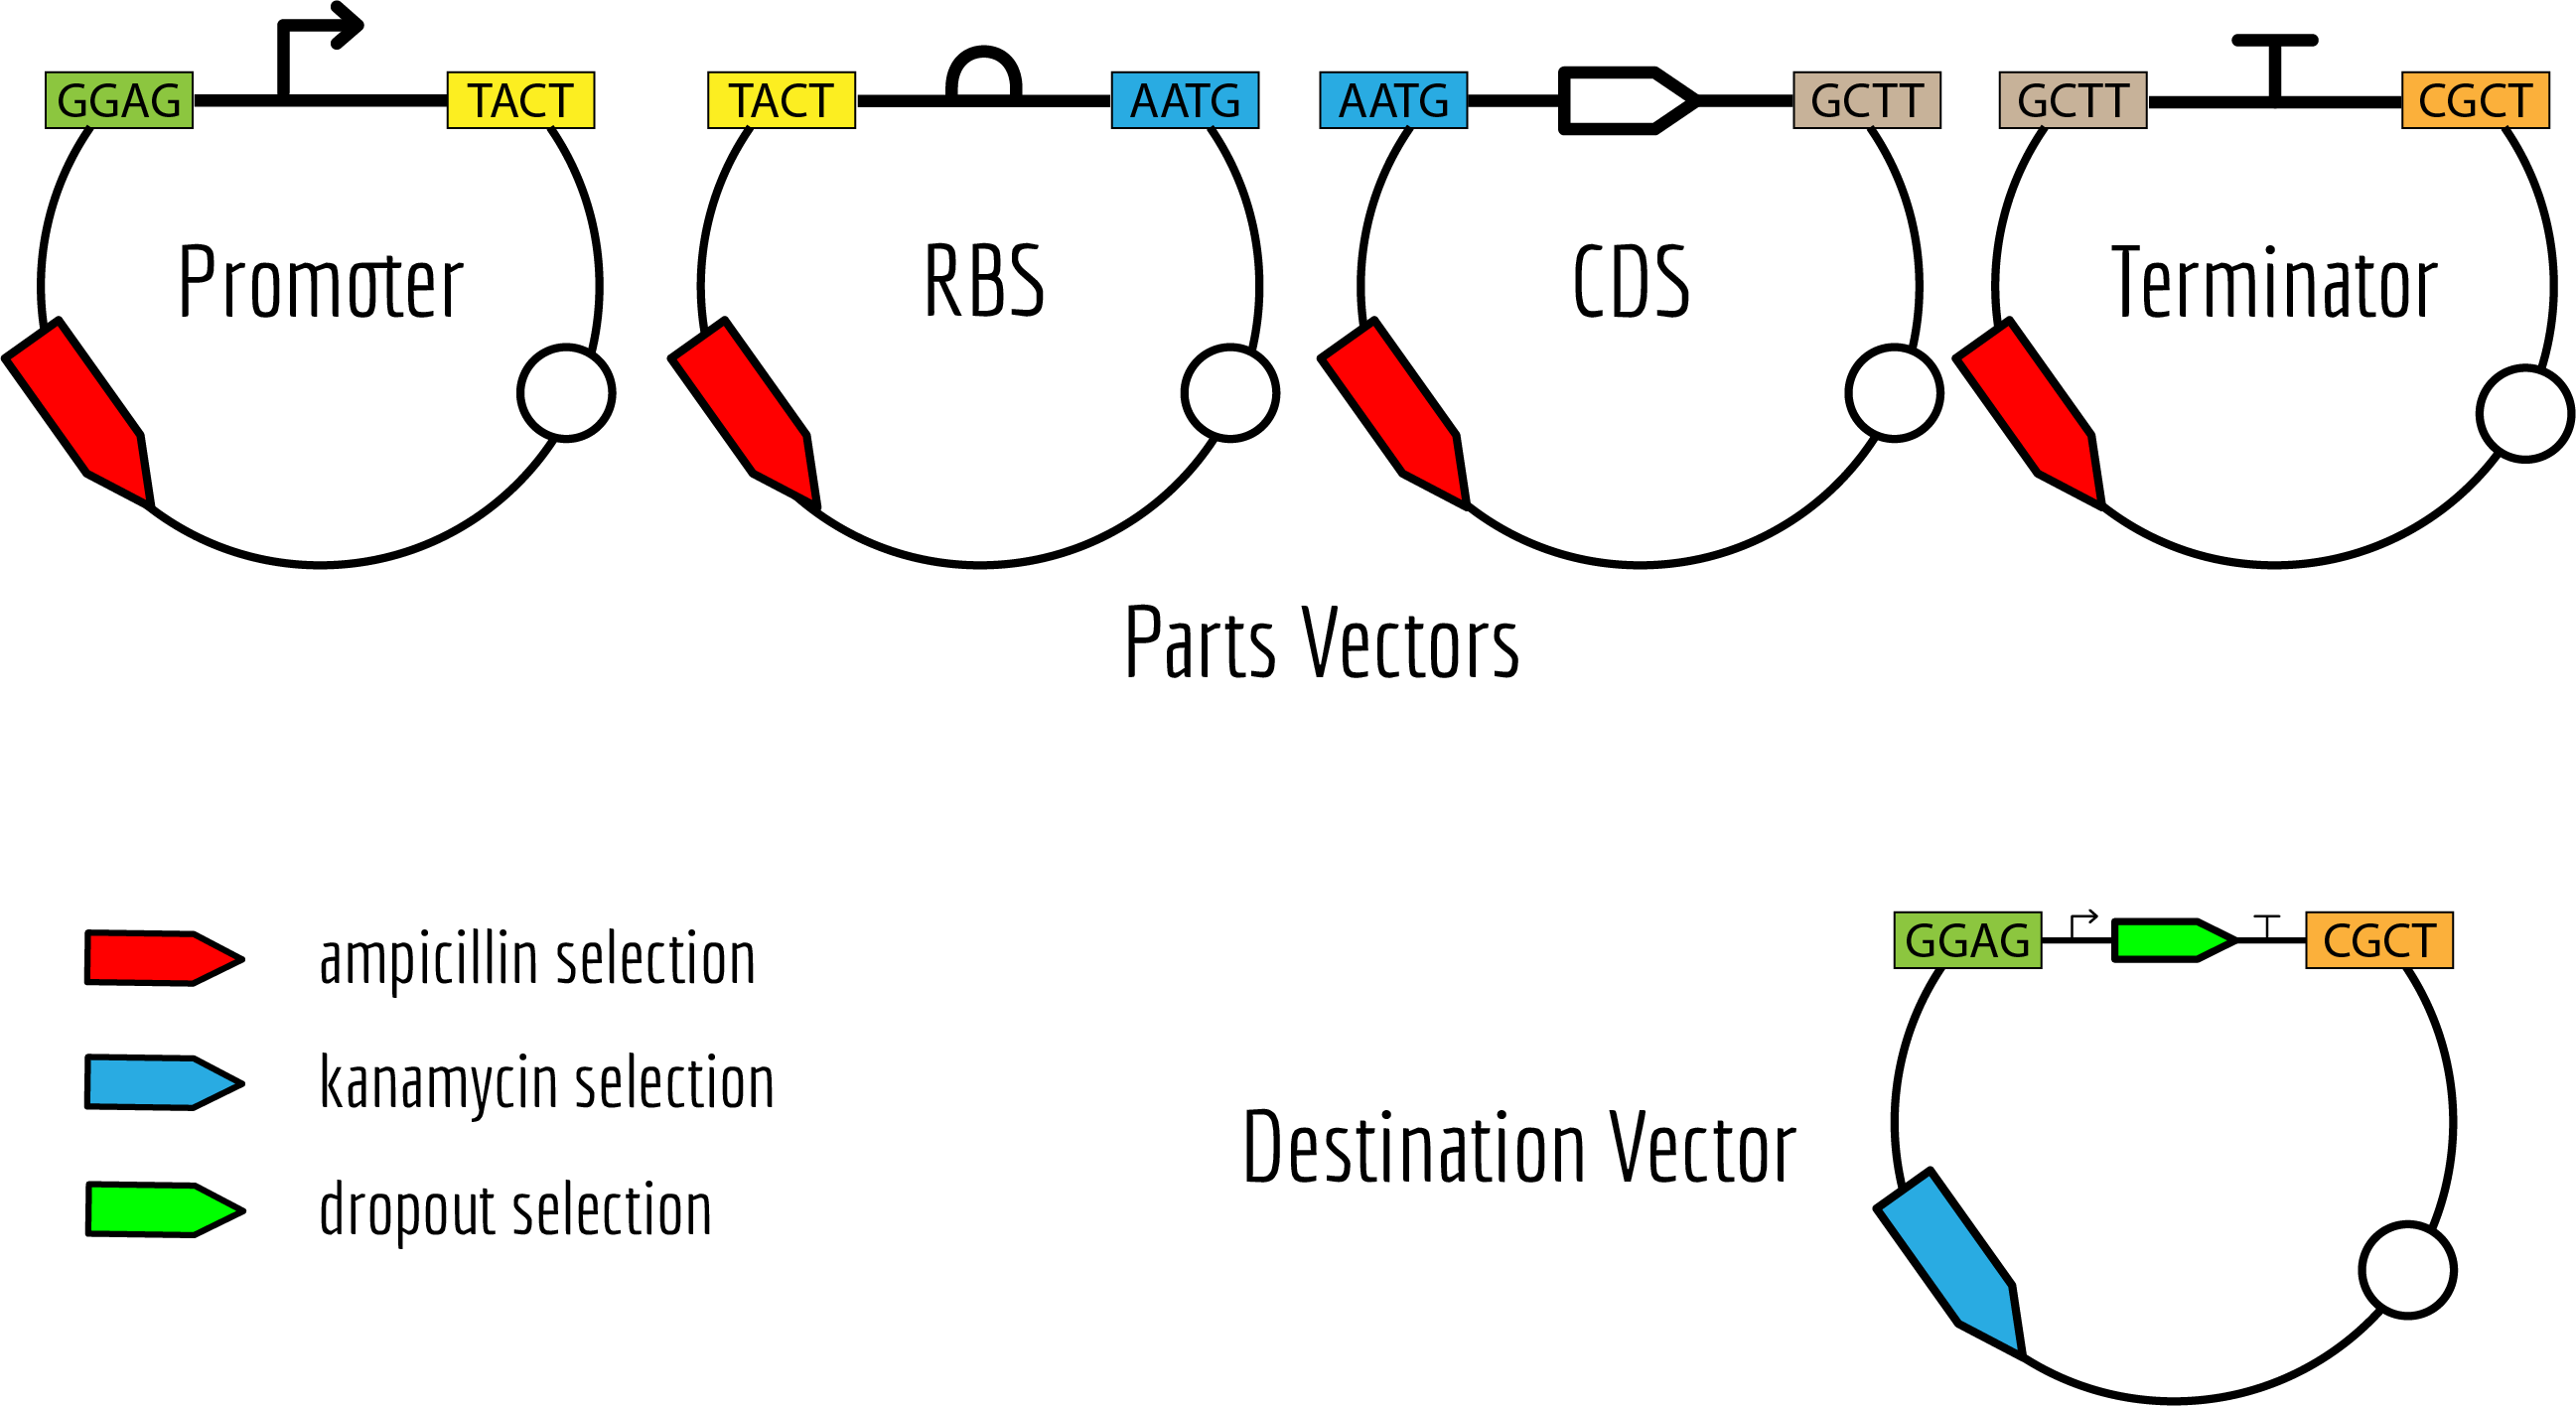 GGAG TACT TACT AATG AATG GCTT GCTT CGCT
Promoter RBS CDS Terminator
Parts Vectors
GGAG CGCT
ampicillin selection
kanamycin selection
Destination Vector
dropout selection